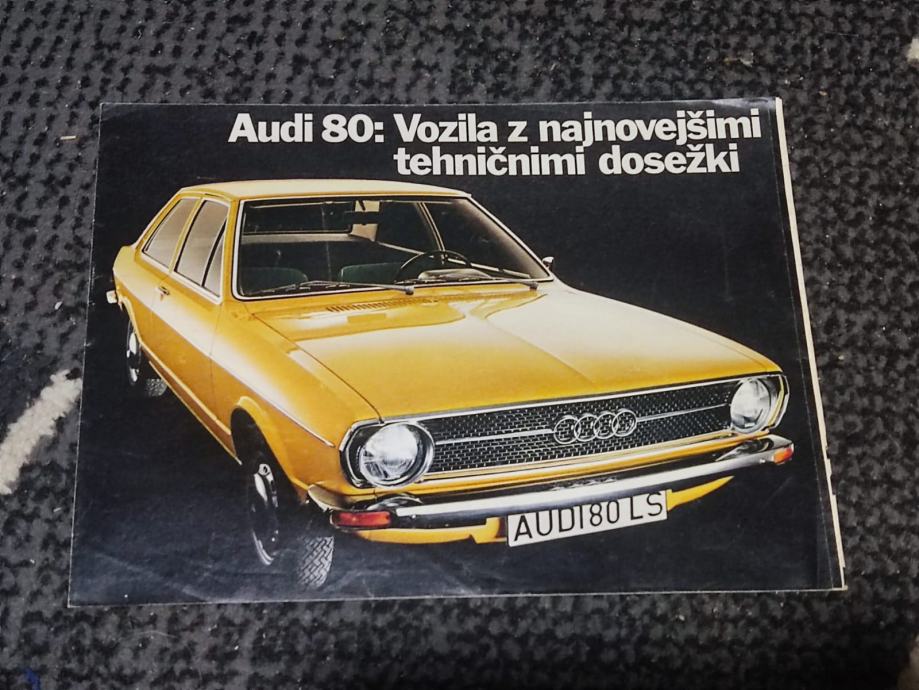 Audi 80: Vozila z najnovejšimi
tehničnimi dosežki
AUDI 80 LS